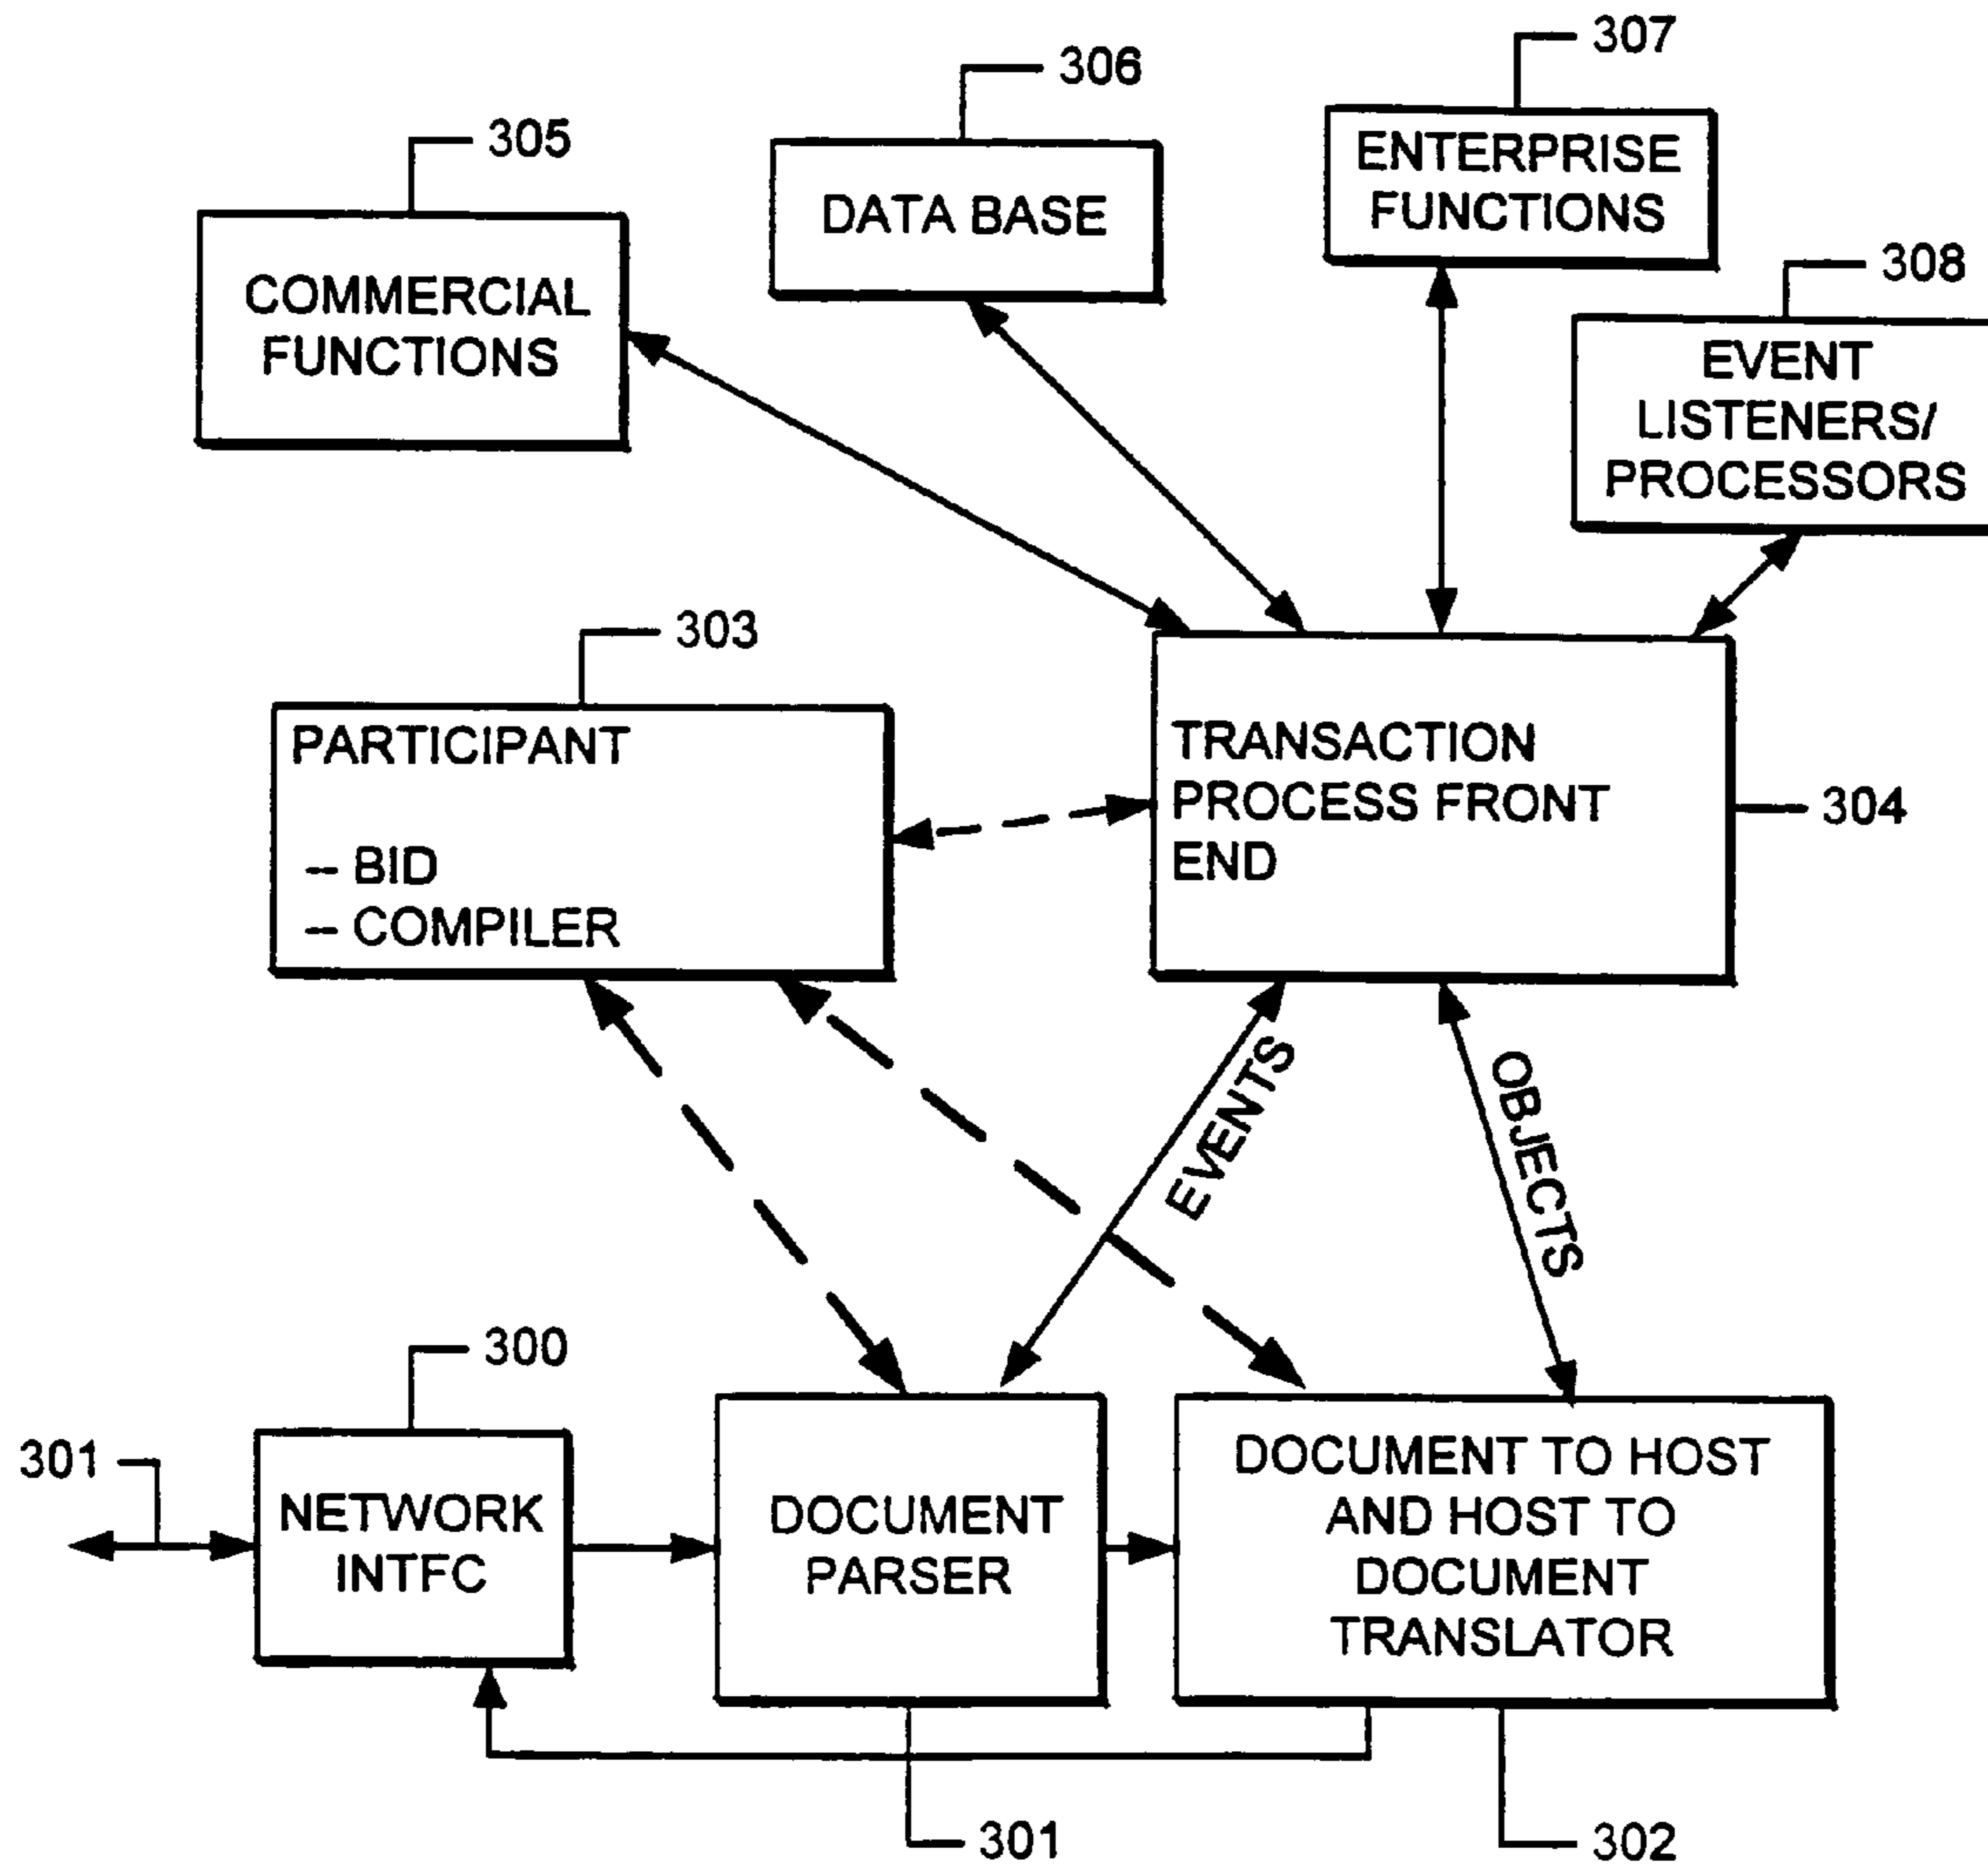 307
306
305
ENTERPRISE
FUNCTIONS
DATA BASE
308
COMMERCIAL
FUNCTIONS
EVENT
LISTENERS/
PROCESSORS
303
PARTICIPANT
-- BID
-- COMPILER
TRANSACTION
PROCESS FRONT
END
304
EVENTS
OBJECTS
300
301
NETWORK
INTFC
DOCUMENT
PARSER
DOCUMENT TO HOST
AND HOST TO
DOCUMENT
TRANSLATOR
301
302